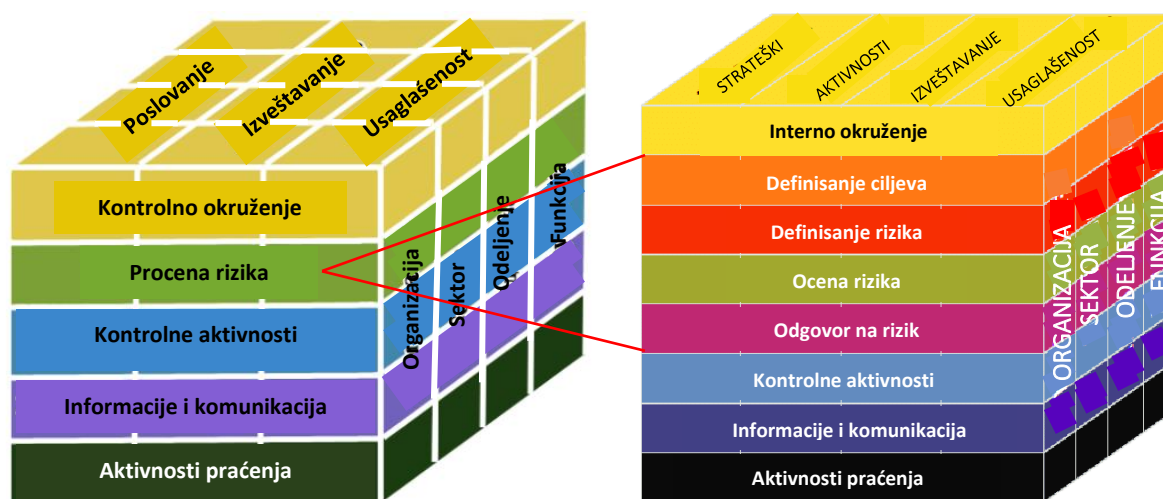 Poslovanje
Izveštavanje
Usaglašenost
Kontrolno okruženje
Procena rizika
Kontrolne aktivnosti
Informacije i komunikacija
Aktivnosti praćenja
Organizacija
Sektor
Odeljenje
Funkcija
STRATEŠKI
AKTIVNOSTI
IZVEŠTAVANJE
USAGLAŠENOST
Interno okruženje
Definisanje ciljeva
Definisanje rizika
Ocena rizika
Odgovor na rizik
Kontrolne aktivnosti
Informacije i komunikacija
Aktivnosti praćenja
ORGANIZACIJA
SEKTOR
ODELJENJE